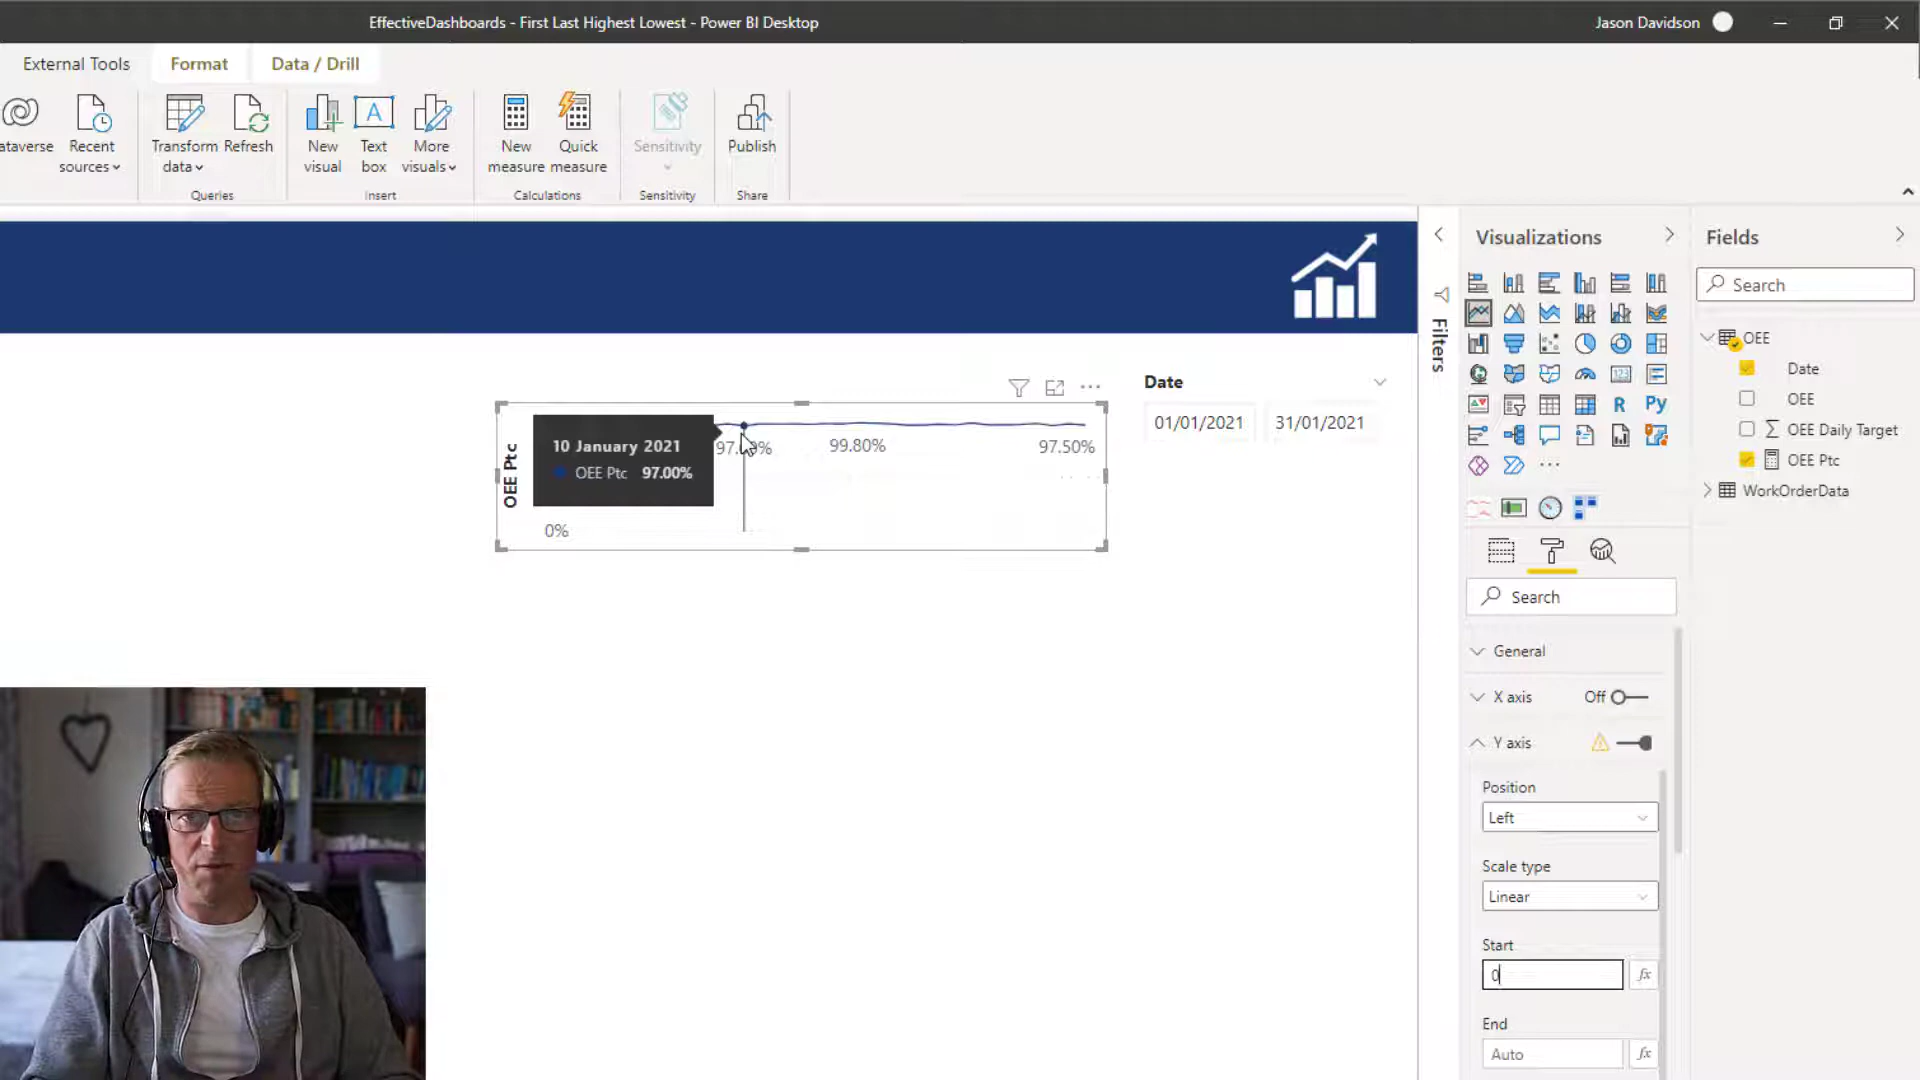 EffectiveDashboards - First Last Highest Lowest - Power BI Desktop
Jason Davidson
External Tools
Format
Data / Drill
ataverse
Recent
sources
Transform
data
Refresh
New
visual
Text
box
More
visuals
New
measure
Quick
measure
Sensitivity
Publish
Queries
Insert
Calculations
Sensitivity
Share
Filters
Visualizations
Fields
Search
OEE
Date
OEE
OEE Daily Target
OEE Ptc
WorkOrderData
Date
01/01/2021
31/01/2021
OEE Ptc
10 January 2021
OEE Ptc 97.00%
99.80%
97.50%
0%
R
Py
Search
General
X axis
Off
Y axis
Position
Left
Scale type
Linear
Start
0
fx
End
Auto
fx